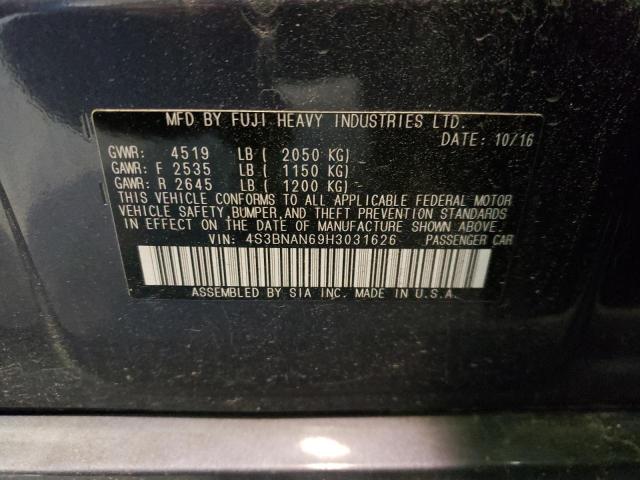 MFD. BY FUJI HEAVY INDUSTRIES LTD.
DATE: 10/16
GVWR: 4519 LB ( 2050 KG)
GAWR: F 2535 LB ( 1150 KG)
GAWR: R 2645 LB ( 1200 KG)
THIS VEHICLE CONFORMS TO ALL APPLICABLE FEDERAL MOTOR
VEHICLE SAFETY, BUMPER, AND THEFT PREVENTION STANDARDS
IN EFFECT ON THE DATE OF MANUFACTURE SHOWN ABOVE.
VIN: 4S3BNAN69H3031626 PASSENGER CAR
ASSEMBLED BY SIA INC. MADE IN U.S.A.